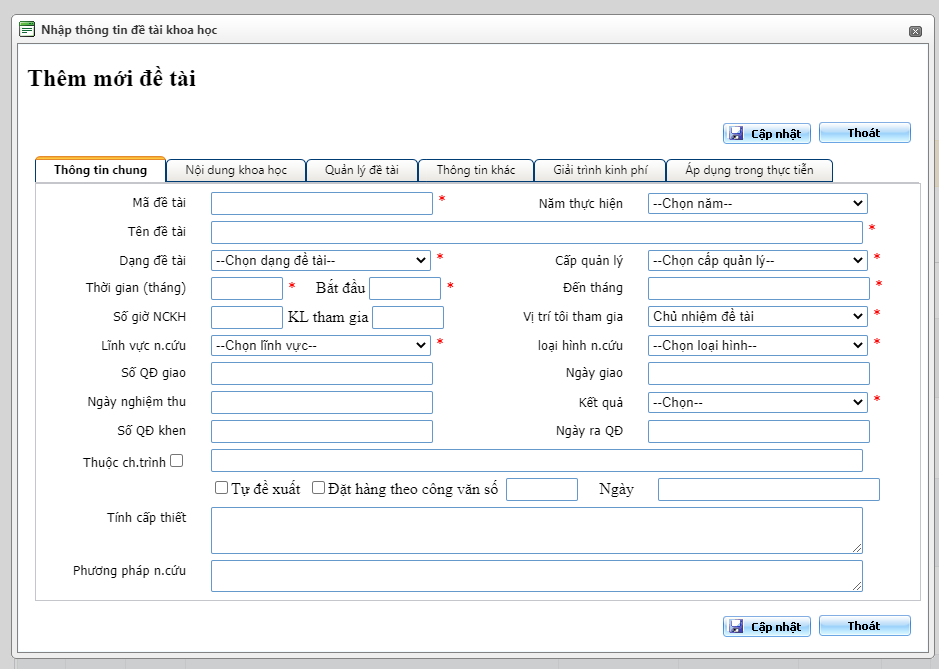 Nhập thông tin đề tài khoa học
Thêm mới đề tài
Cập nhật Thoát
Thông tin chung Nội dung khoa học Quản lý đề tài Thông tin khác Giải trình kinh phí Áp dụng trong thực tiễn
Mã đề tài * Năm thực hiện --Chọn năm--
Tên đề tài *
Dạng đề tài --Chọn dạng đề tài-- * Cấp quản lý --Chọn cấp quản lý-- *
Thời gian (tháng) * Bắt đầu * Đến tháng *
Số giờ NCKH KL tham gia Vị trí tôi tham gia Chủ nhiệm đề tài *
Lĩnh vực n.cứu --Chọn lĩnh vực-- * loại hình n.cứu --Chọn loại hình-- *
Số QĐ giao Ngày giao
Ngày nghiệm thu Kết quả --Chọn-- *
Số QĐ khen Ngày ra QĐ
Thuộc ch.trình
Tự đề xuất Đặt hàng theo công văn số Ngày
Tính cấp thiết
Phương pháp n.cứu
Cập nhật Thoát